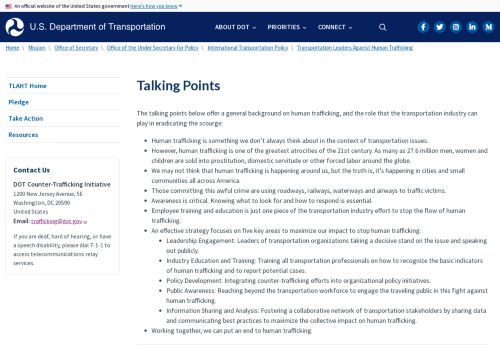 An official website of the United States government Here's how you know
U.S. Department of Transportation
ABOUT DOT
PRIORITIES
CONNECT
Home \ Mission \ Office of Secretary \ Office of the Under Secretary for Policy \ International Transportation Policy \ Transportation Leaders Against Human Trafficking
TLAHT Home
Pledge
Take Action
Resources
Contact Us
DOT Counter-Trafficking Initiative
1200 New Jersey Avenue, SE
Washington, DC 20590
United States
Email: trafficking@dot.gov
If you are deaf, hard of hearing, or have
a speech disability, please dial 7-1-1 to
access telecommunications relay
services.
Talking Points
The talking points below offer a general background on human trafficking, and the role that the transportation industry can
play in eradicating the scourge:
Human trafficking is something we don't always think about in the context of transportation issues.
However, human trafficking is one of the greatest atrocities of the 21st century. As many as 27.6 million men, women and
children are sold into prostitution, domestic servitude or other forced labor around the globe.
We may not think that human trafficking is happening around us, but the truth is, it's happening in cities and small
communities all across America.
Those committing this awful crime are using roadways, railways, waterways and airways to traffic victims.
Awareness is critical. Knowing what to look for and how to respond is essential.
Employee training and education is just one piece of the transportation industry effort to stop the flow of human
trafficking.
An effective strategy focuses on five key areas to maximize our impact to stop human trafficking:
Leadership Engagement: Leaders of transportation organizations taking a decisive stand on the issue and speaking
out publicly.
Industry Education and Training: Training all transportation professionals on how to recognize the basic indicators
of human trafficking and to report potential cases.
Policy Development: Integrating counter-trafficking efforts into organizational policy initiatives.
Public Awareness: Reaching beyond the transportation workforce to engage the traveling public in this fight against
human trafficking.
Information Sharing and Analysis: Fostering a collaborative network of transportation stakeholders by sharing data
and communicating best practices to maximize the collective impact on human trafficking.
Working together, we can put an end to human trafficking.